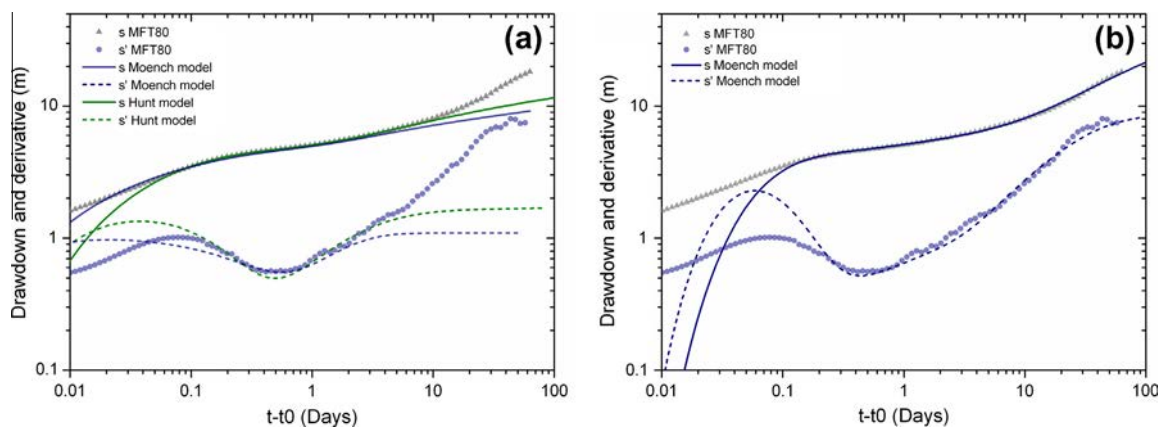 (a)
s MFT80
s' MFT80
s Moench model
s' Moench model
s Hunt model
s' Hunt model
Drawdown and derivative (m)
10
1
0.1
0.01
0.1
1
10
100
t-t0 (Days)
(b)
s MFT80
s' MFT80
s Moench model
s' Moench model
Drawdown and derivative (m)
10
1
0.1
0.01
0.1
1
10
100
t-t0 (Days)